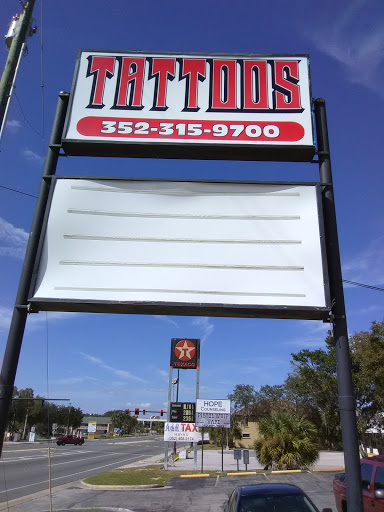 TATTOOS
352-315-9700
TEXACO
HOPE
COUNSELING
A&R TAX